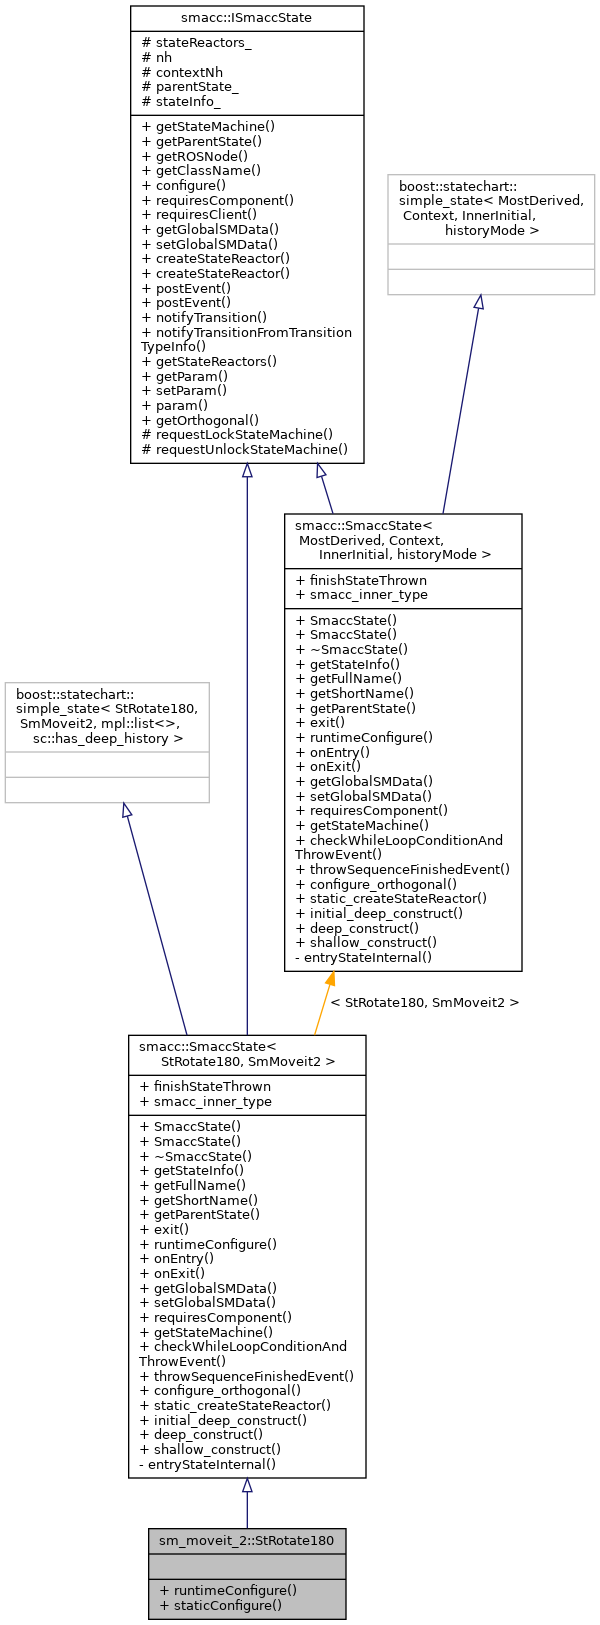 smacc::ISmaccState
# stateReactors_
# nh
# contextNh
# parentState_
# stateInfo_
+ getStateMachine()
+ getParentState()
+ getROSNode()
+ getClassName()
+ configure()
+ requiresComponent()
+ requiresClient()
+ getGlobalSMData()
+ setGlobalSMData()
+ createStateReactor()
+ createStateReactor()
+ postEvent()
+ postEvent()
+ notifyTransition()
+ notifyTransitionFromTransition
TypeInfo()
+ getStateReactors()
+ getParam()
+ setParam()
+ param()
+ getOrthogonal()
# requestLockStateMachine()
# requestUnlockStateMachine()
boost::statechart::
simple_state< MostDerived,
Context, InnerInitial,
historyMode >
smacc::SmaccState<
MostDerived, Context,
InnerInitial, historyMode >
+ finishStateThrown
+ smacc_inner_type
+ SmaccState()
+ SmaccState()
+ ~SmaccState()
+ getStateInfo()
+ getFullName()
+ getShortName()
+ getParentState()
+ exit()
+ runtimeConfigure()
+ onEntry()
+ onExit()
+ getGlobalSMData()
+ setGlobalSMData()
+ requiresComponent()
+ getStateMachine()
+ checkWhileLoopConditionAnd
ThrowEvent()
+ throwSequenceFinishedEvent()
+ configure_orthogonal()
+ static_createStateReactor()
+ initial_deep_construct()
+ deep_construct()
+ shallow_construct()
- entryStateInternal()
boost::statechart::
simple_state< StRotate180,
SmMoveit2, mpl::list<>,
sc::has_deep_history >
< StRotate180, SmMoveit2 >
smacc::SmaccState<
StRotate180, SmMoveit2 >
+ finishStateThrown
+ smacc_inner_type
+ SmaccState()
+ SmaccState()
+ ~SmaccState()
+ getStateInfo()
+ getFullName()
+ getShortName()
+ getParentState()
+ exit()
+ runtimeConfigure()
+ onEntry()
+ onExit()
+ getGlobalSMData()
+ setGlobalSMData()
+ requiresComponent()
+ getStateMachine()
+ checkWhileLoopConditionAnd
ThrowEvent()
+ throwSequenceFinishedEvent()
+ configure_orthogonal()
+ static_createStateReactor()
+ initial_deep_construct()
+ deep_construct()
+ shallow_construct()
- entryStateInternal()
sm_moveit_2::StRotate180
+ runtimeConfigure()
+ staticConfigure()